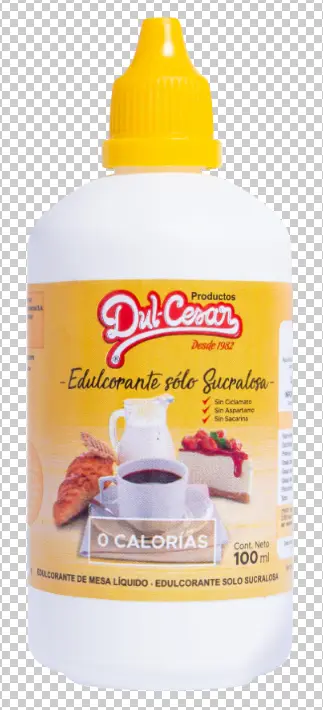 Productos
Dul-Cesar
®
Desde 1982
- Edulcorante sólo Sucralosa -
Sin Ciclamato
Sin Aspartamo
Sin Sacarina
0 CALORÍAS
Cont. Neto
100 ml
EDULCORANTE DE MESA LÍQUIDO - EDULCORANTE SOLO SUCRALOSA